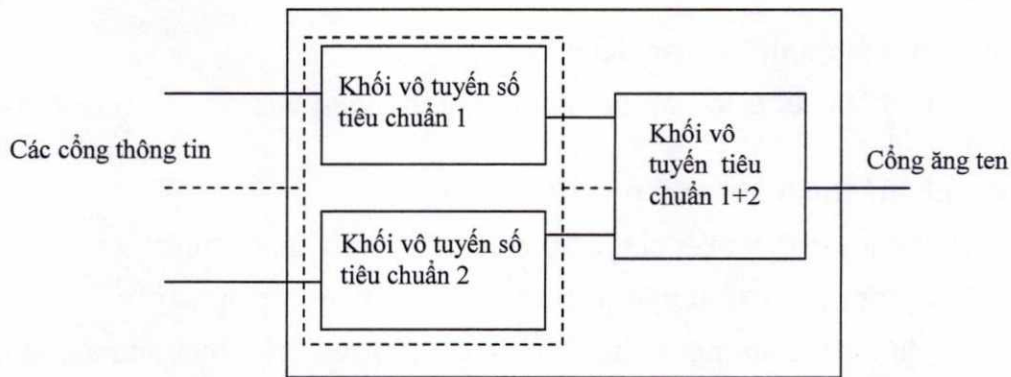 Khối vô tuyến số
tiêu chuẩn 1
Các cổng thông tin
Khối vô
tuyến tiêu
chuẩn 1+2
Cổng ăng ten
Khối vô tuyến số
tiêu chuẩn 2